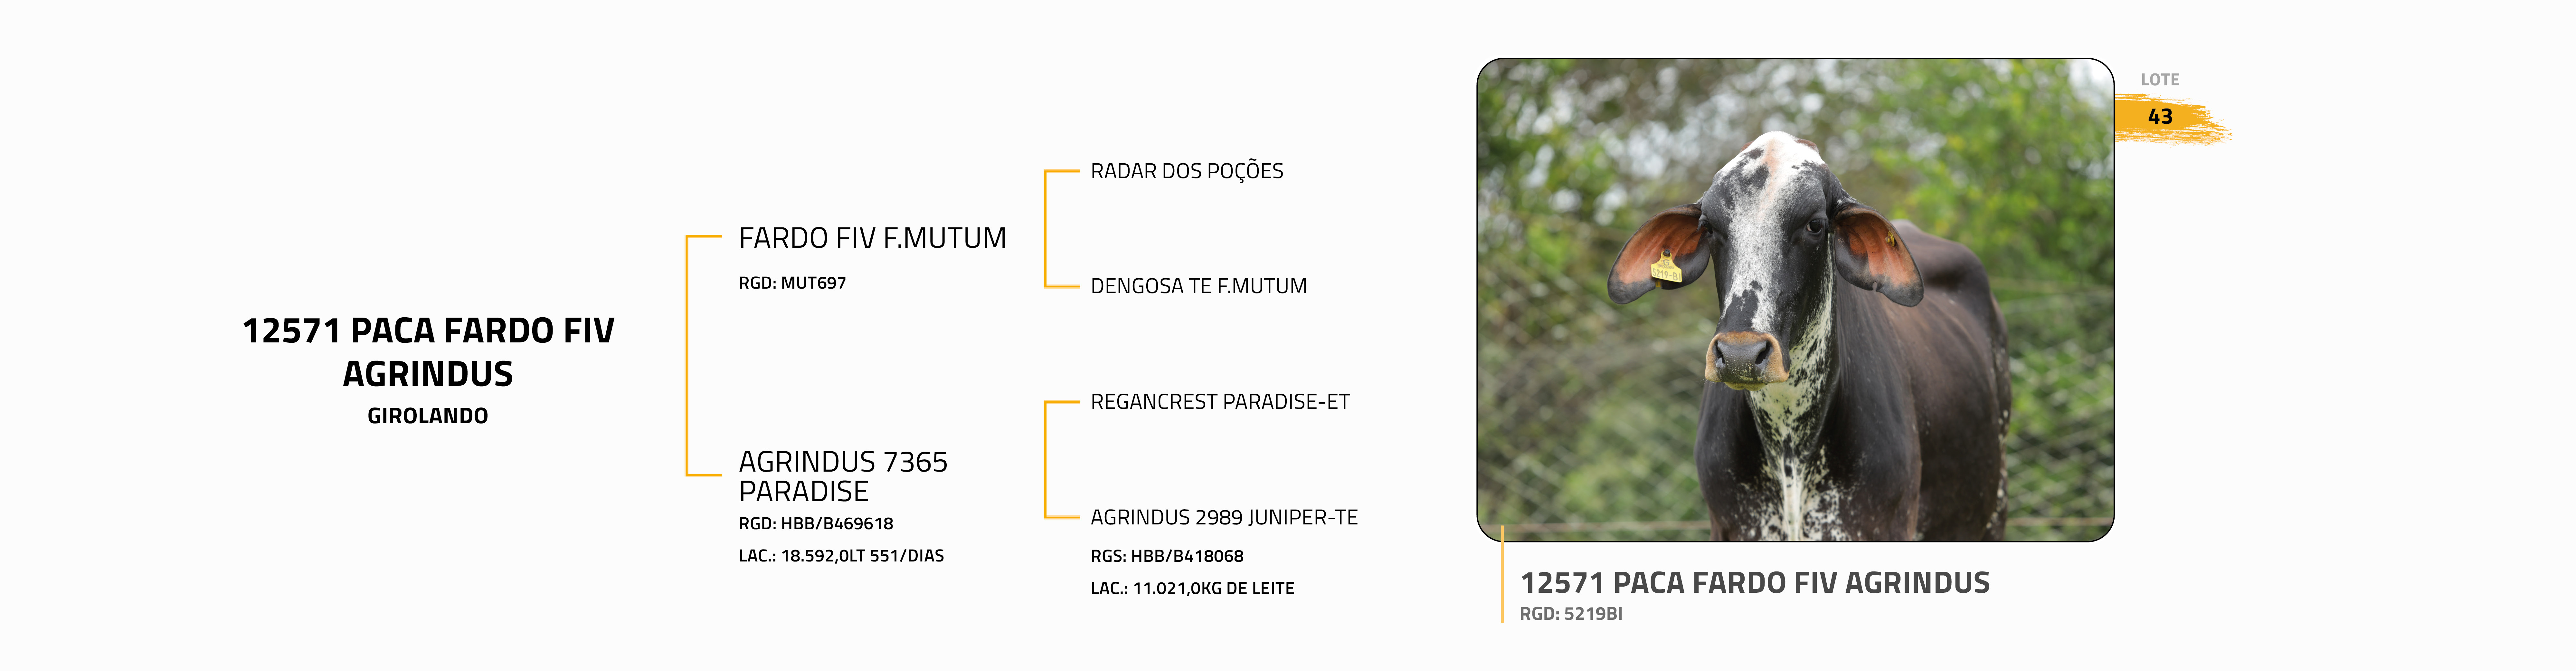 12571 PACA FARDO FIV
AGRINDUS
GIROLANDO
FARDO FIV F.MUTUM
RGD: MUT697
AGRINDUS 7365
PARADISE
RGD: HBB/B469618
LAC.: 18.592,0LT 551/DIAS
RADAR DOS POÇÕES
DENGOSA TE F.MUTUM
REGANCREST PARADISE-ET
AGRINDUS 2989 JUNIPER-TE
RGS: HBB/B418068
LAC.: 11.021,0KG DE LEITE
5219-BI
LOTE
43
12571 PACA FARDO FIV AGRINDUS
RGD: 5219BI